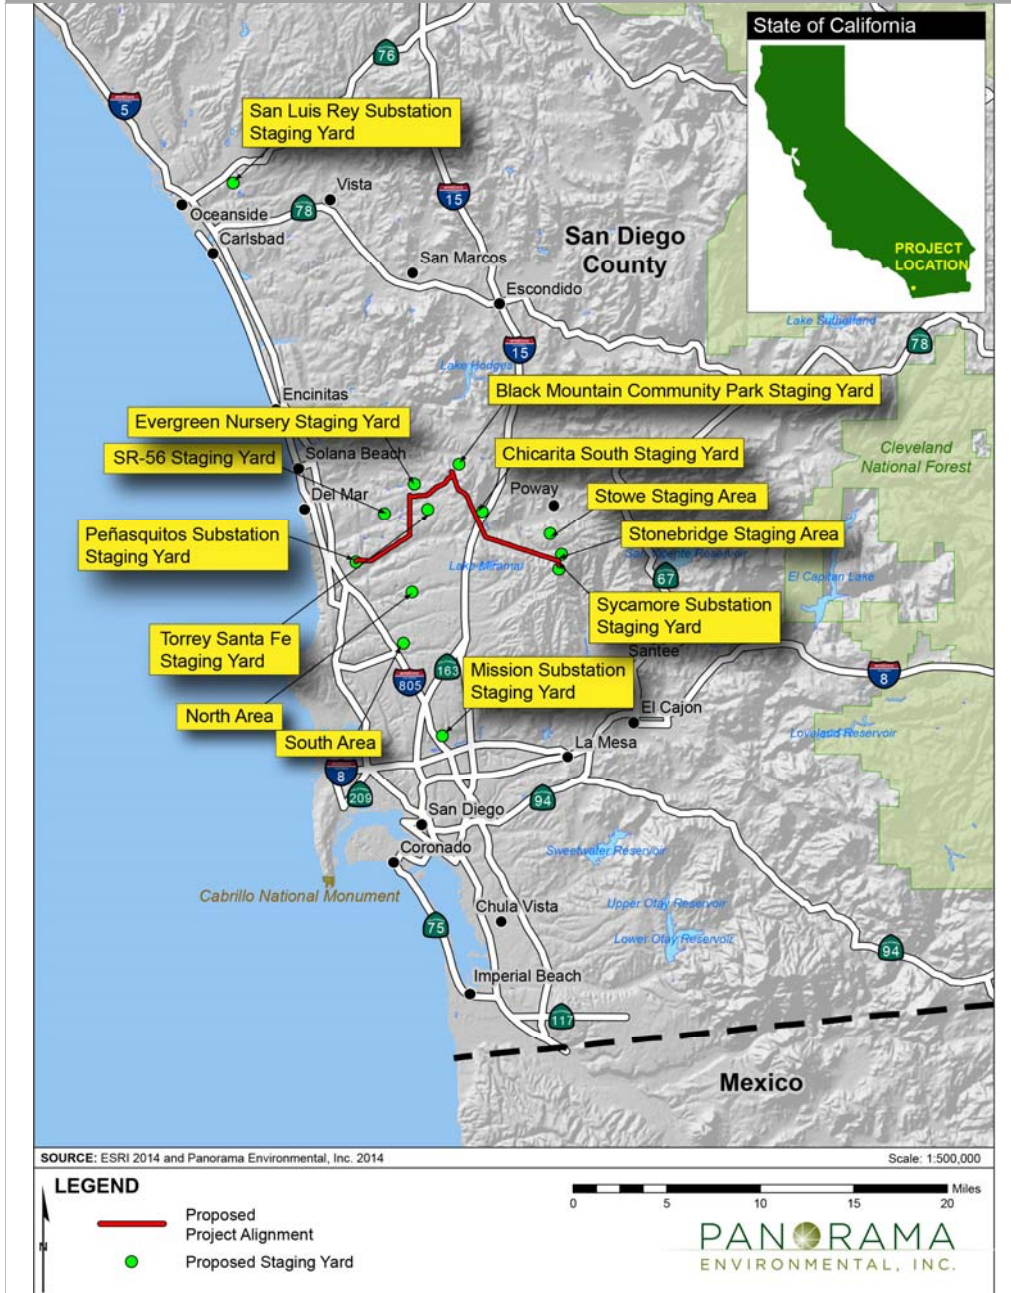 State of California
76
5
San Luis Rey Substation
Staging Yard
Vista
15
Oceanside
78
Carlsbad
San Diego
County
San Marcos
PROJECT
LOCATION
Escondido
Lake Sutherland
78
15
Lake Hodges
Black Mountain Community Park Staging Yard
Encinitas
Evergreen Nursery Staging Yard
Cleveland
National Forest
SR-56 Staging Yard
Solana Beach
Chicarita South Staging Yard
Del Mar
Poway
Stowe Staging Area
Peñasquitos Substation
Staging Yard
Stonebridge Staging Area
Lake Miramar
67
El Capitan Lake
Sycamore Substation
Staging Yard
Torrey Santa Fe
Staging Yard
Santee
805
163
Mission Substation
Staging Yard
8
North Area
El Cajon
South Area
La Mesa
Loveland Reservoir
8
209
94
San Diego
Coronado
Sweetwater Reservoir
Cabrillo National Monument
Chula Vista
Upper Otay Reservoir
75
Lower Otay Reservoir
94
Imperial Beach
117
Mexico
SOURCE: ESRI 2014 and Panorama Environmental, Inc. 2014
Scale: 1:500,000
LEGEND
Proposed
Project Alignment
Proposed Staging Yard
N
Miles
0 5 10 15 20
PANORAMA
ENVIRONMENTAL, INC.